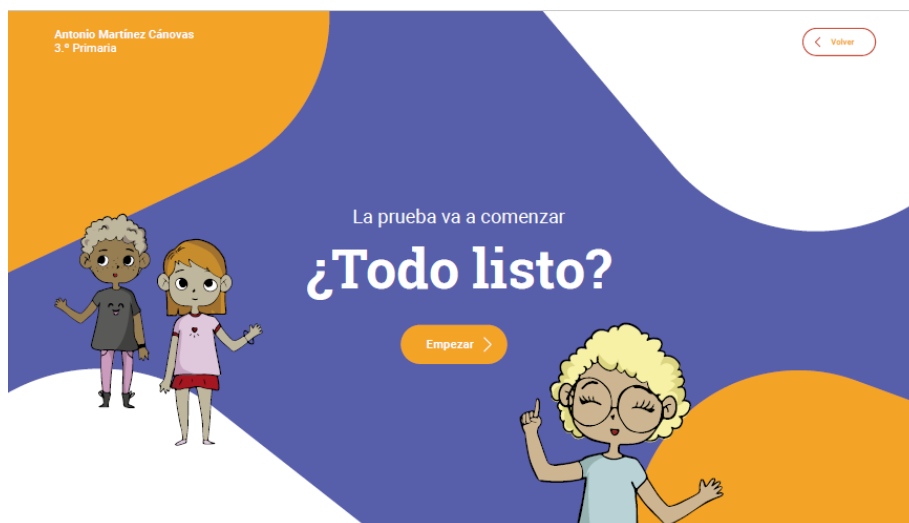 Antonio Martínez Cánovas
3.º Primaria
Volver
La prueba va a comenzar
¿Todo listo?
Empezar